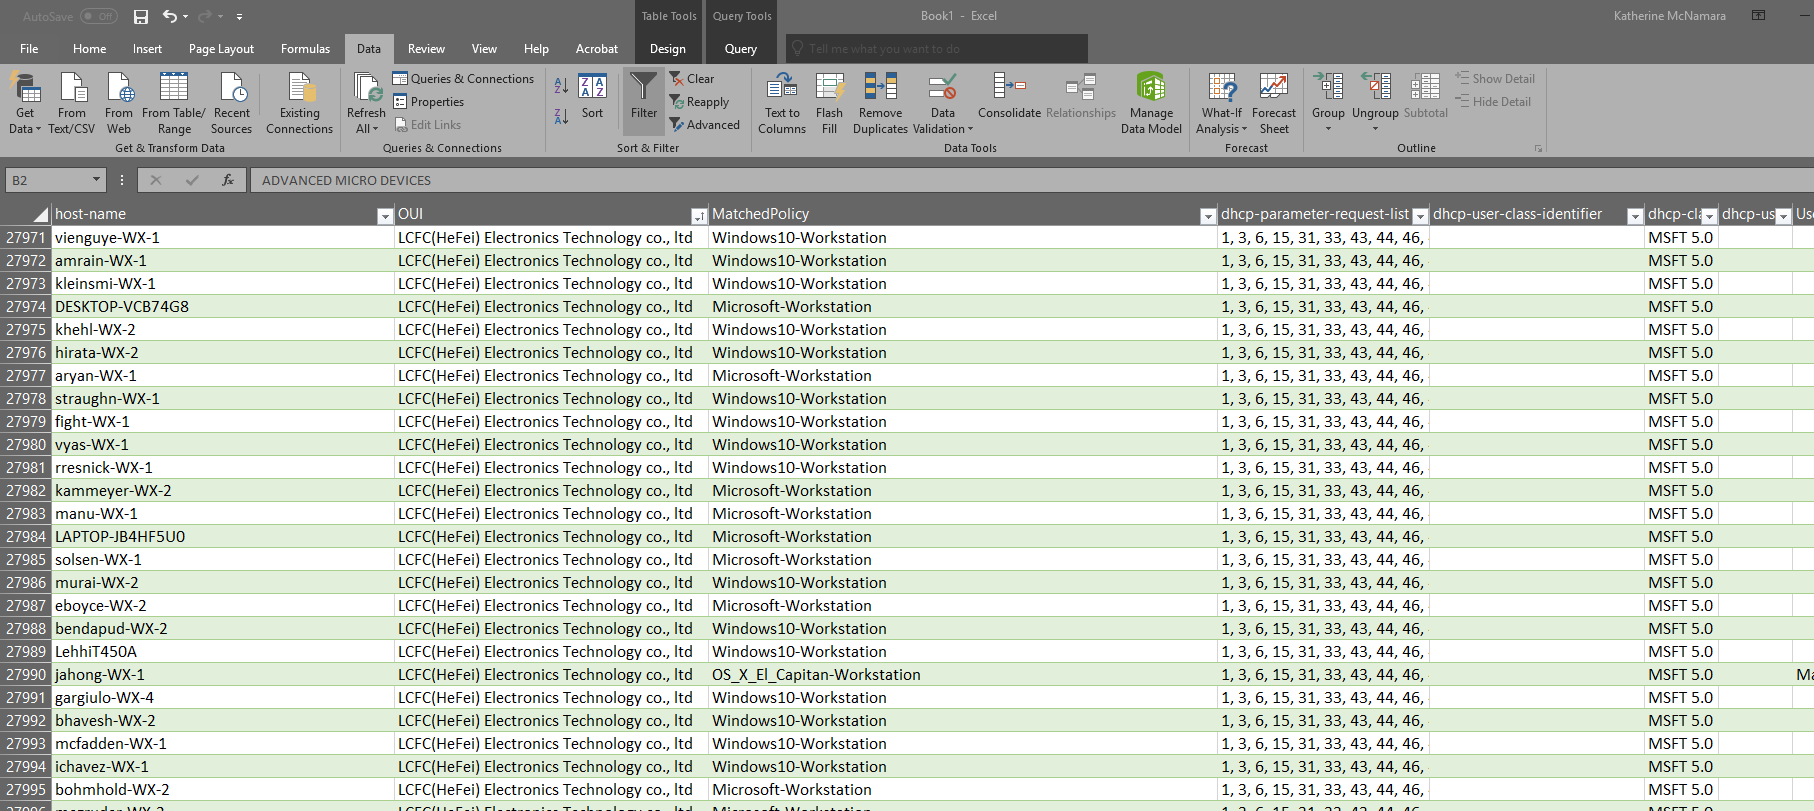 AutoSave Off
Table Tools Query Tools
Book1 - Excel
Katherine McNamara
File Home Insert Page Layout Formulas Data Review View Help Acrobat Design Query Tell me what you want to do
Get Data From Text/CSV From Web From Table/ Range Recent Sources Existing Connections
Get & Transform Data
Refresh All Queries & Connections Properties Edit Links
Queries & Connections
Sort Filter Clear Reapply Advanced
Sort & Filter
Text to Columns Flash Fill Remove Duplicates Data Validation Consolidate Relationships Manage Data Model
Data Tools
What-If Analysis Forecast Sheet
Forecast
Group Ungroup Subtotal Show Detail Hide Detail
Outline
B2 fx ADVANCED MICRO DEVICES
host-name OUI MatchedPolicy dhcp-parameter-request-list dhcp-user-class-identifier dhcp-cla dhcp-us Use
27971 vienguye-WX-1 LCFC(HeFei) Electronics Technology co., ltd Windows10-Workstation 1, 3, 6, 15, 31, 33, 43, 44, 46, MSFT 5.0
27972 amrain-WX-1 LCFC(HeFei) Electronics Technology co., ltd Windows10-Workstation 1, 3, 6, 15, 31, 33, 43, 44, 46, MSFT 5.0
27973 kleinsmi-WX-1 LCFC(HeFei) Electronics Technology co., ltd Windows10-Workstation 1, 3, 6, 15, 31, 33, 43, 44, 46, MSFT 5.0
27974 DESKTOP-VCB74G8 LCFC(HeFei) Electronics Technology co., ltd Microsoft-Workstation 1, 3, 6, 15, 31, 33, 43, 44, 46, MSFT 5.0
27975 khehl-WX-2 LCFC(HeFei) Electronics Technology co., ltd Windows10-Workstation 1, 3, 6, 15, 31, 33, 43, 44, 46, MSFT 5.0
27976 hirata-WX-2 LCFC(HeFei) Electronics Technology co., ltd Windows10-Workstation 1, 3, 6, 15, 31, 33, 43, 44, 46, MSFT 5.0
27977 aryan-WX-1 LCFC(HeFei) Electronics Technology co., ltd Microsoft-Workstation 1, 3, 6, 15, 31, 33, 43, 44, 46, MSFT 5.0
27978 straughn-WX-1 LCFC(HeFei) Electronics Technology co., ltd Windows10-Workstation 1, 3, 6, 15, 31, 33, 43, 44, 46, MSFT 5.0
27979 fight-WX-1 LCFC(HeFei) Electronics Technology co., ltd Windows10-Workstation 1, 3, 6, 15, 31, 33, 43, 44, 46, MSFT 5.0
27980 vyas-WX-1 LCFC(HeFei) Electronics Technology co., ltd Windows10-Workstation 1, 3, 6, 15, 31, 33, 43, 44, 46, MSFT 5.0
27981 rresnick-WX-1 LCFC(HeFei) Electronics Technology co., ltd Windows10-Workstation 1, 3, 6, 15, 31, 33, 43, 44, 46, MSFT 5.0
27982 kammeyer-WX-2 LCFC(HeFei) Electronics Technology co., ltd Microsoft-Workstation 1, 3, 6, 15, 31, 33, 43, 44, 46, MSFT 5.0
27983 manu-WX-1 LCFC(HeFei) Electronics Technology co., ltd Microsoft-Workstation 1, 3, 6, 15, 31, 33, 43, 44, 46, MSFT 5.0
27984 LAPTOP-JB4HF5U0 LCFC(HeFei) Electronics Technology co., ltd Microsoft-Workstation 1, 3, 6, 15, 31, 33, 43, 44, 46, MSFT 5.0
27985 solsen-WX-1 LCFC(HeFei) Electronics Technology co., ltd Microsoft-Workstation 1, 3, 6, 15, 31, 33, 43, 44, 46, MSFT 5.0
27986 murai-WX-2 LCFC(HeFei) Electronics Technology co., ltd Windows10-Workstation 1, 3, 6, 15, 31, 33, 43, 44, 46, MSFT 5.0
27987 eboyce-WX-2 LCFC(HeFei) Electronics Technology co., ltd Microsoft-Workstation 1, 3, 6, 15, 31, 33, 43, 44, 46, MSFT 5.0
27988 bendapud-WX-2 LCFC(HeFei) Electronics Technology co., ltd Windows10-Workstation 1, 3, 6, 15, 31, 33, 43, 44, 46, MSFT 5.0
27989 LehhiT450A LCFC(HeFei) Electronics Technology co., ltd Windows10-Workstation 1, 3, 6, 15, 31, 33, 43, 44, 46, MSFT 5.0
27990 jahong-WX-1 LCFC(HeFei) Electronics Technology co., ltd OS_X_El_Capitan-Workstation 1, 3, 6, 15, 31, 33, 43, 44, 46, MSFT 5.0 Ma
27991 gargiulo-WX-4 LCFC(HeFei) Electronics Technology co., ltd Windows10-Workstation 1, 3, 6, 15, 31, 33, 43, 44, 46, MSFT 5.0
27992 bhavesh-WX-2 LCFC(HeFei) Electronics Technology co., ltd Windows10-Workstation 1, 3, 6, 15, 31, 33, 43, 44, 46, MSFT 5.0
27993 mcfadden-WX-1 LCFC(HeFei) Electronics Technology co., ltd Windows10-Workstation 1, 3, 6, 15, 31, 33, 43, 44, 46, MSFT 5.0
27994 ichavez-WX-1 LCFC(HeFei) Electronics Technology co., ltd Windows10-Workstation 1, 3, 6, 15, 31, 33, 43, 44, 46, MSFT 5.0
27995 bohmhold-WX-2 LCFC(HeFei) Electronics Technology co., ltd Microsoft-Workstation 1, 3, 6, 15, 31, 33, 43, 44, 46, MSFT 5.0